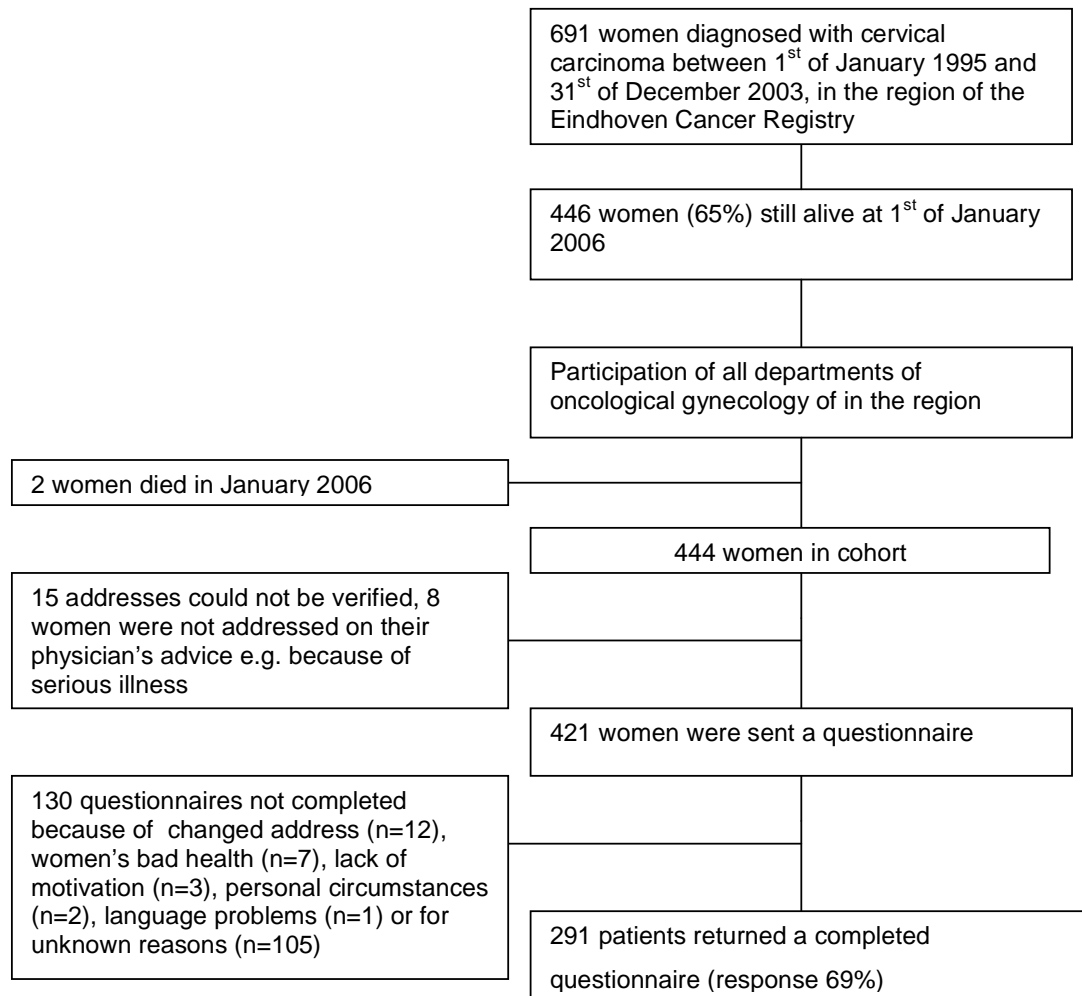 691 women diagnosed with cervical
carcinoma between 1st of January 1995 and
31st of December 2003, in the region of the
Eindhoven Cancer Registry
446 women (65%) still alive at 1st of January
2006
Participation of all departments of
oncological gynecology of in the region
2 women died in January 2006
444 women in cohort
15 addresses could not be verified, 8
women were not addressed on their
physician's advice e.g. because of
serious illness
421 women were sent a questionnaire
130 questionnaires not completed
because of changed address (n=12),
women's bad health (n=7), lack of
motivation (n=3), personal circumstances
(n=2), language problems (n=1) or for
unknown reasons (n=105)
291 patients returned a completed
questionnaire (response 69%)